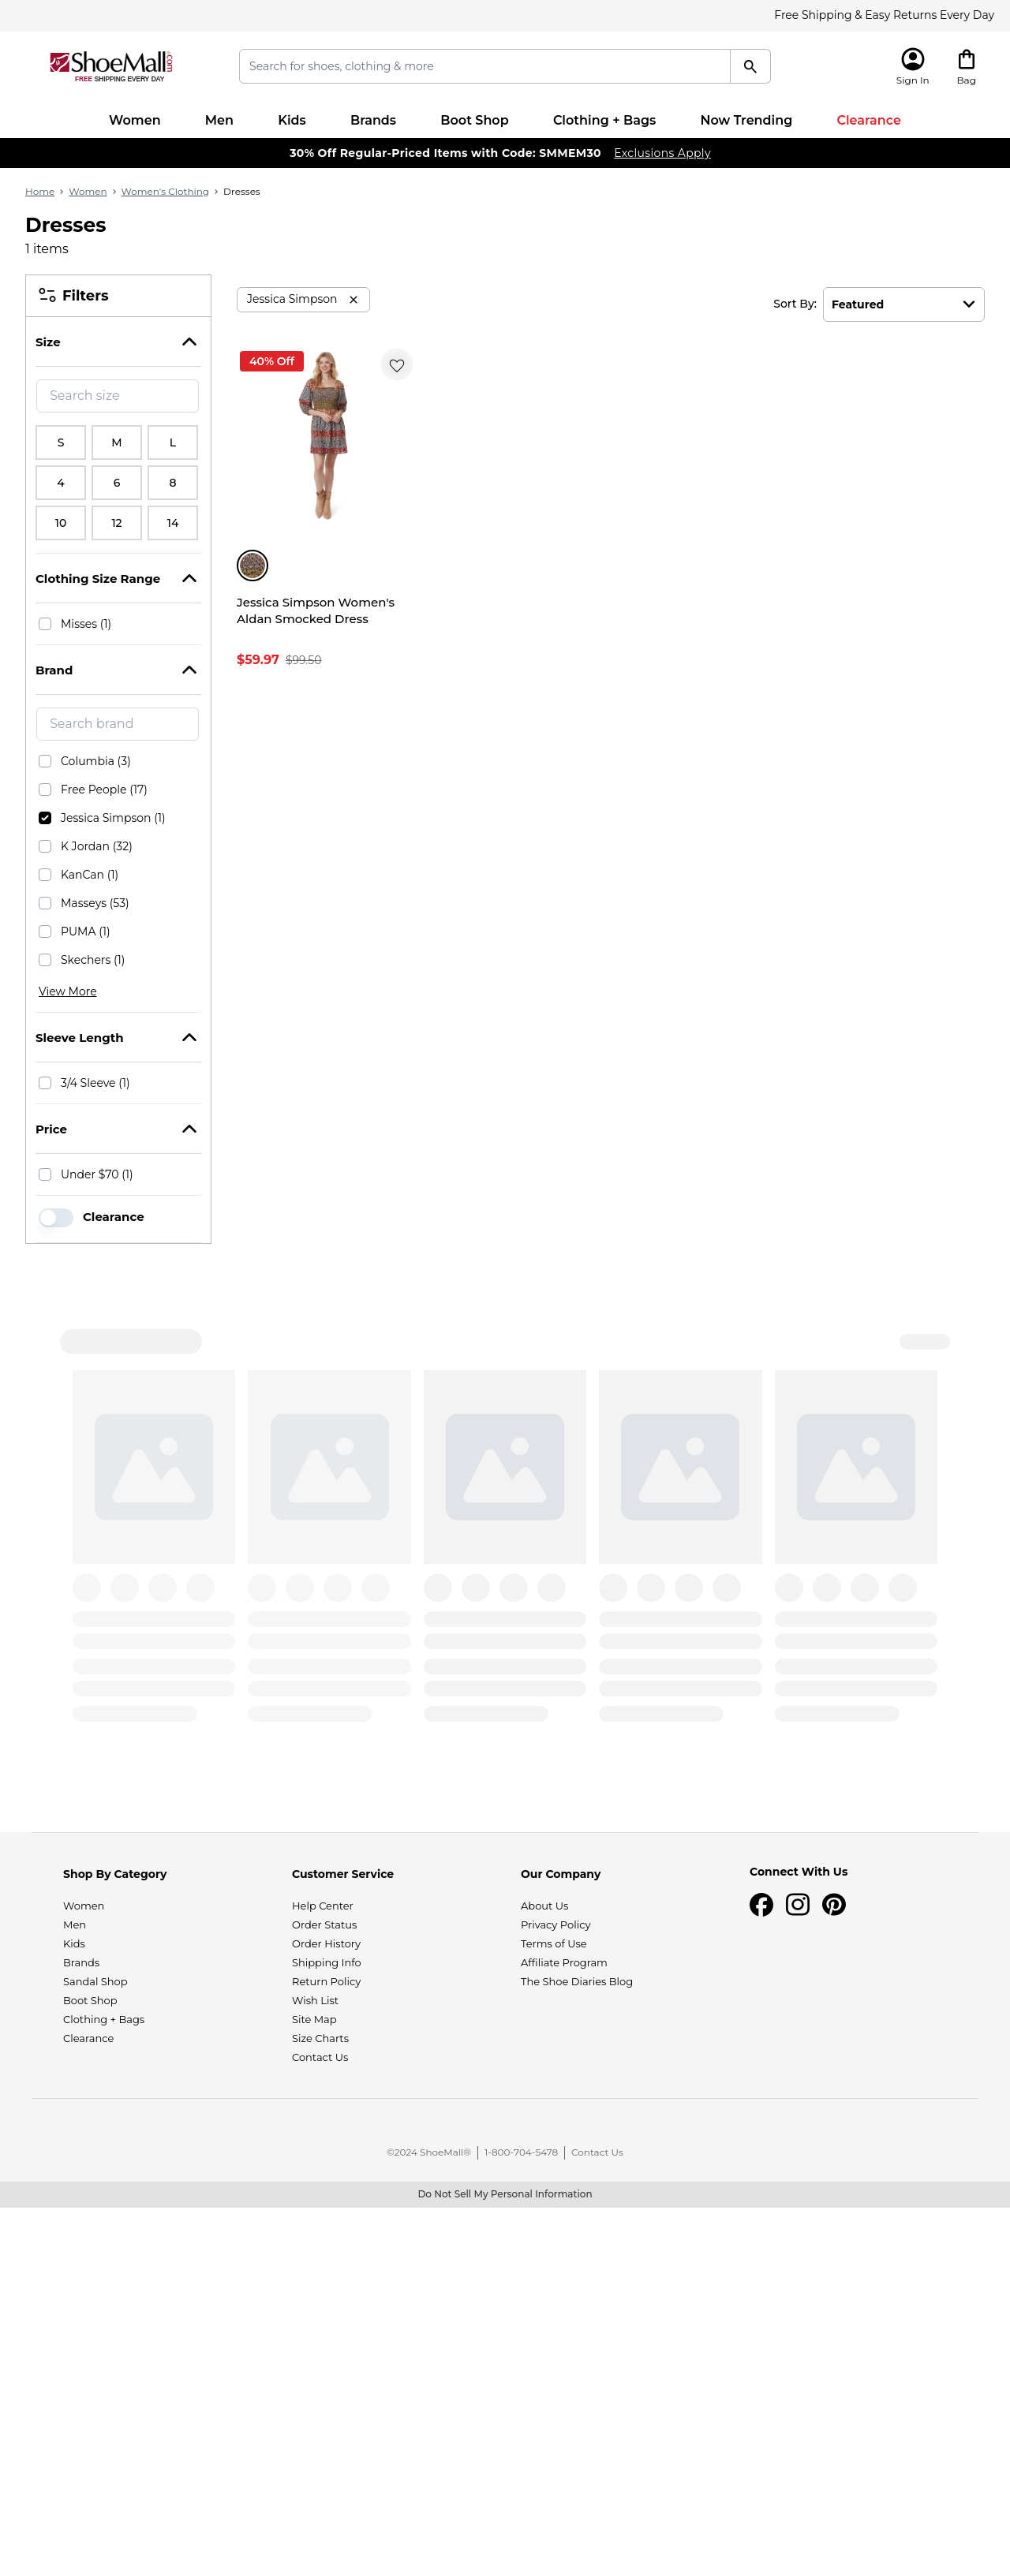 Free Shipping & Easy Returns Every Day
ShoeMall.com
FREE SHIPPING EVERY DAY
Search for shoes, clothing & more
Sign In
Bag
Women
Men
Kids
Brands
Boot Shop
Clothing + Bags
Now Trending
Clearance
30% Off Regular-Priced Items with Code: SMMEM30 Exclusions Apply
Home › Women › Women's Clothing › Dresses
Dresses
1 items
Filters
Size
Search size
S
M
L
4
6
8
10
12
14
Clothing Size Range
Misses (1)
Brand
Search brand
Columbia (3)
Free People (17)
Jessica Simpson (1)
K Jordan (32)
KanCan (1)
Masseys (53)
PUMA (1)
Skechers (1)
View More
Sleeve Length
3/4 Sleeve (1)
Price
Under $70 (1)
Clearance
Jessica Simpson
Sort By:
Featured
40% Off
Jessica Simpson Women's
Aldan Smocked Dress
$59.97 $99.50
Shop By Category
Women
Men
Kids
Brands
Sandal Shop
Boot Shop
Clothing + Bags
Clearance
Customer Service
Help Center
Order Status
Order History
Shipping Info
Return Policy
Wish List
Site Map
Size Charts
Contact Us
Our Company
About Us
Privacy Policy
Terms of Use
Affiliate Program
The Shoe Diaries Blog
Connect With Us
©2024 ShoeMall®
1-800-704-5478
Contact Us
Do Not Sell My Personal Information